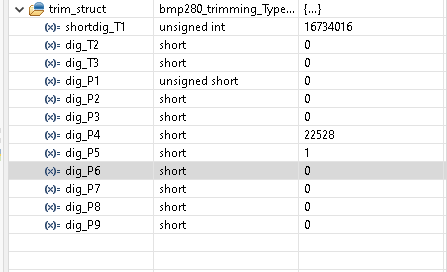 trim_struct bmp280_trimming_Type... {...}
(x)= shortdig_T1 unsigned int 16734016
(x)= dig_T2 short 0
(x)= dig_T3 short 0
(x)= dig_P1 unsigned short 0
(x)= dig_P2 short 0
(x)= dig_P3 short 0
(x)= dig_P4 short 22528
(x)= dig_P5 short 1
(x)= dig_P6 short 0
(x)= dig_P7 short 0
(x)= dig_P8 short 0
(x)= dig_P9 short 0